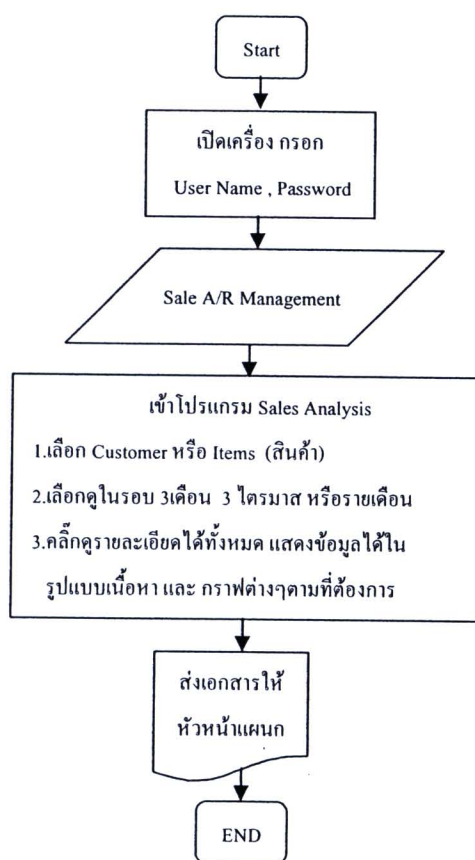 Start
เปิดเครื่อง กรอก
User Name , Password
Sale A/R Management
เข้าโปรแกรม Sales Analysis
1.เลือก Customer หรือ Items (สินค้า)
2.เลือกดูในรอบ 3เดือน 3 ไตรมาส หรือรายเดือน
3.คลิ๊กดูรายละเอียดได้ทั้งหมด แสดงข้อมูลได้ใน
รูปแบบเนื้อหา และ กราฟต่างๆตามที่ต้องการ
ส่งเอกสารให้
หัวหน้าแผนก
END